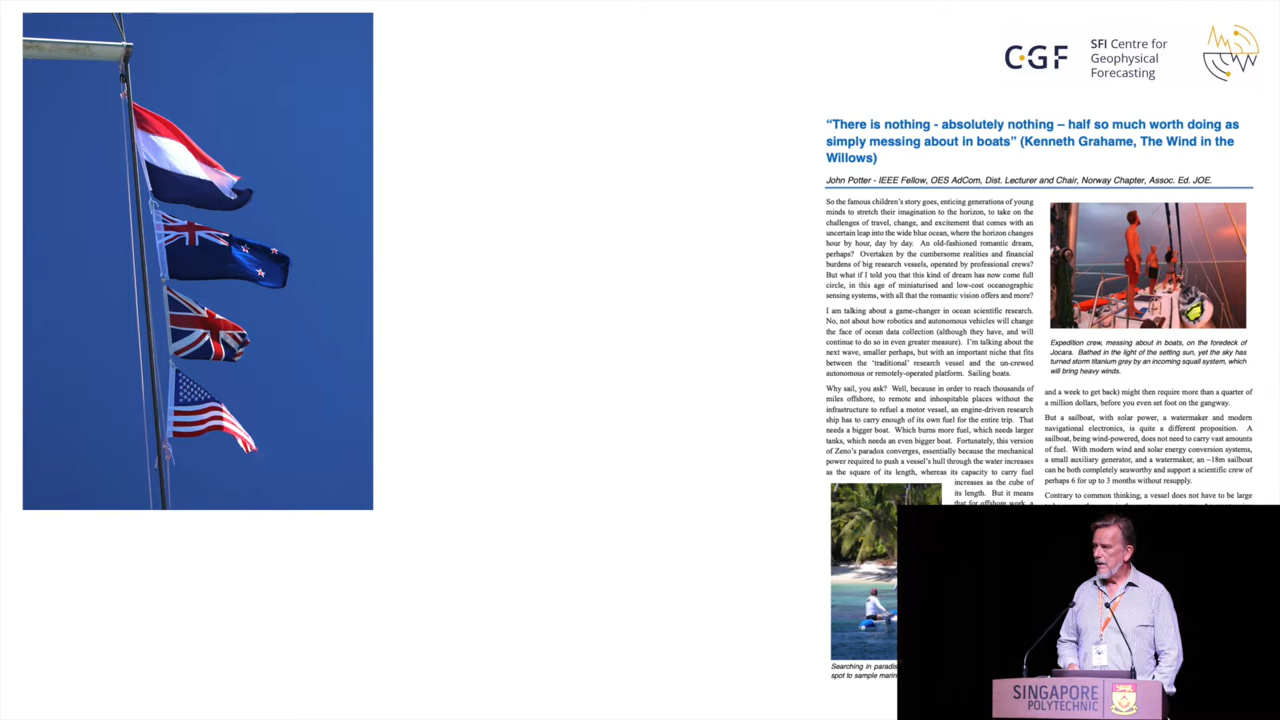 CGF
SFI Centre for
Geophysical
Forecasting
“There is nothing - absolutely nothing – half so much worth doing as
simply messing about in boats” (Kenneth Grahame, The Wind in the
Willows)
John Potter - IEEE Fellow, OES AdCom, Dist. Lecturer and Chair, Norway Chapter, Assoc. Ed. JOE.
So the famous children's story goes, enticing generations of young
minds to stretch their imagination to the horizon, to take on the
challenges of travel, change, and excitement that comes with an
uncertain leap into the wide blue ocean, where the horizon changes
hour by hour, day by day. An old-fashioned romantic dream,
perhaps? Overtaken by the cumbersome realities and financial
burdens of big research vessels, operated by professional crews?
But what if I told you that this kind of dream has now come full
circle, in this age of miniaturised and low-cost oceanographic
sensing systems, with all that the romantic vision offers and more?
I am talking about a game-changer in ocean scientific research.
No, not about how robotics and autonomous vehicles will change
the face of ocean data collection (although they have, and will
continue to do so in even greater measure). I'm talking about the
next wave, smaller perhaps, but with an important niche that fits
between the 'traditional' research vessel and the un-crewed
autonomous or remotely-operated platform. Sailing boats.
Why sail, you ask? Well, because in order to reach thousands of
miles offshore, to remote and inhospitable places without the
infrastructure to refuel a motor vessel, an engine-driven research
ship has to carry enough of its own fuel for the entire trip. That
needs a bigger boat. Which burns more fuel, which needs larger
tanks, which needs an even bigger boat. Fortunately, this version
of Zeno's paradox converges, essentially because the mechanical
power required to push a vessel's hull through the water increases
as the square of its length, whereas its capacity to carry fuel
increases as the cube of
its length. But it means
that for offshore work, a
Searching in paradis
spot to sample marin
Expedition crew, messing about in boats, on the foredeck of
Jocara. Bathed in the light of the setting sun, yet the sky has
turned storm titanium grey by an incoming squall system, which
will bring heavy winds.
and a week to get back) might then require more than a quarter of
a million dollars, before you even set foot on the gangway.
But a sailboat, with solar power, a watermaker and modern
navigational electronics, is quite a different proposition. A
sailboat, being wind-powered, does not need to carry vast amounts
of fuel. With modern wind and solar energy conversion systems,
a small auxiliary generator, and a watermaker, an ~18m sailboat
can be both completely seaworthy and support a scientific crew of
perhaps 6 for up to 3 months without resupply.
Contrary to common thinking, a vessel does not have to be large
SINGAPORE
POLYTECHNIC